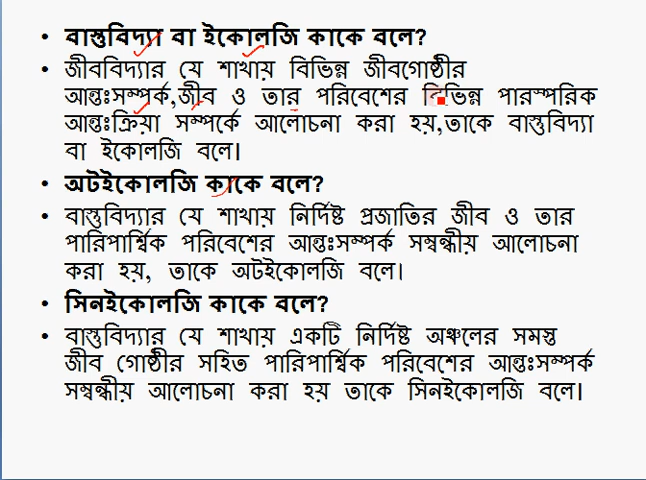 • বাস্তুবিদ্যা বা ইকোলজি কাকে বলে?
• জীববিদ্যার যে শাখায় বিভিন্ন জীবগোষ্ঠীর
আন্তঃসম্পর্ক,জীব ও তার পরিবেশের বিভিন্ন পারস্পরিক
আন্তঃক্রিয়া সম্পর্কে আলোচনা করা হয়,তাকে বাস্তুবিদ্যা
বা ইকোলজি বলে।
• অটইকোলজি কাকে বলে?
• বাস্তুবিদ্যার যে শাখায় নির্দিষ্ট প্রজাতির জীব ও তার
পারিপার্শ্বিক পরিবেশের আন্তঃসম্পর্ক সম্বন্ধীয় আলোচনা
করা হয়, তাকে অটইকোলজি বলে।
• সিনইকোলজি কাকে বলে?
• বাস্তুবিদ্যার যে শাখায় একটি নির্দিষ্ট অঞ্চলের সমস্ত
জীব গোষ্ঠীর সহিত পারিপার্শ্বিক পরিবেশের আন্তঃসম্পর্ক
সম্বন্ধীয় আলোচনা করা হয় তাকে সিনইকোলজি বলে।